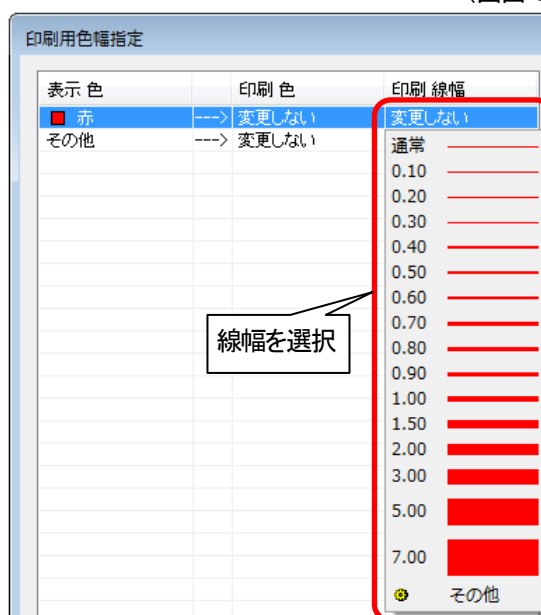 印刷用色幅指定
表示 色 印刷 色 印刷 線幅
赤 ---> 変更しない 変更しない
その他 ---> 変更しない
通常
0.10
0.20
0.30
0.40
0.50
0.60
0.70
0.80
0.90
1.00
1.50
2.00
3.00
5.00
7.00
その他
線幅を選択